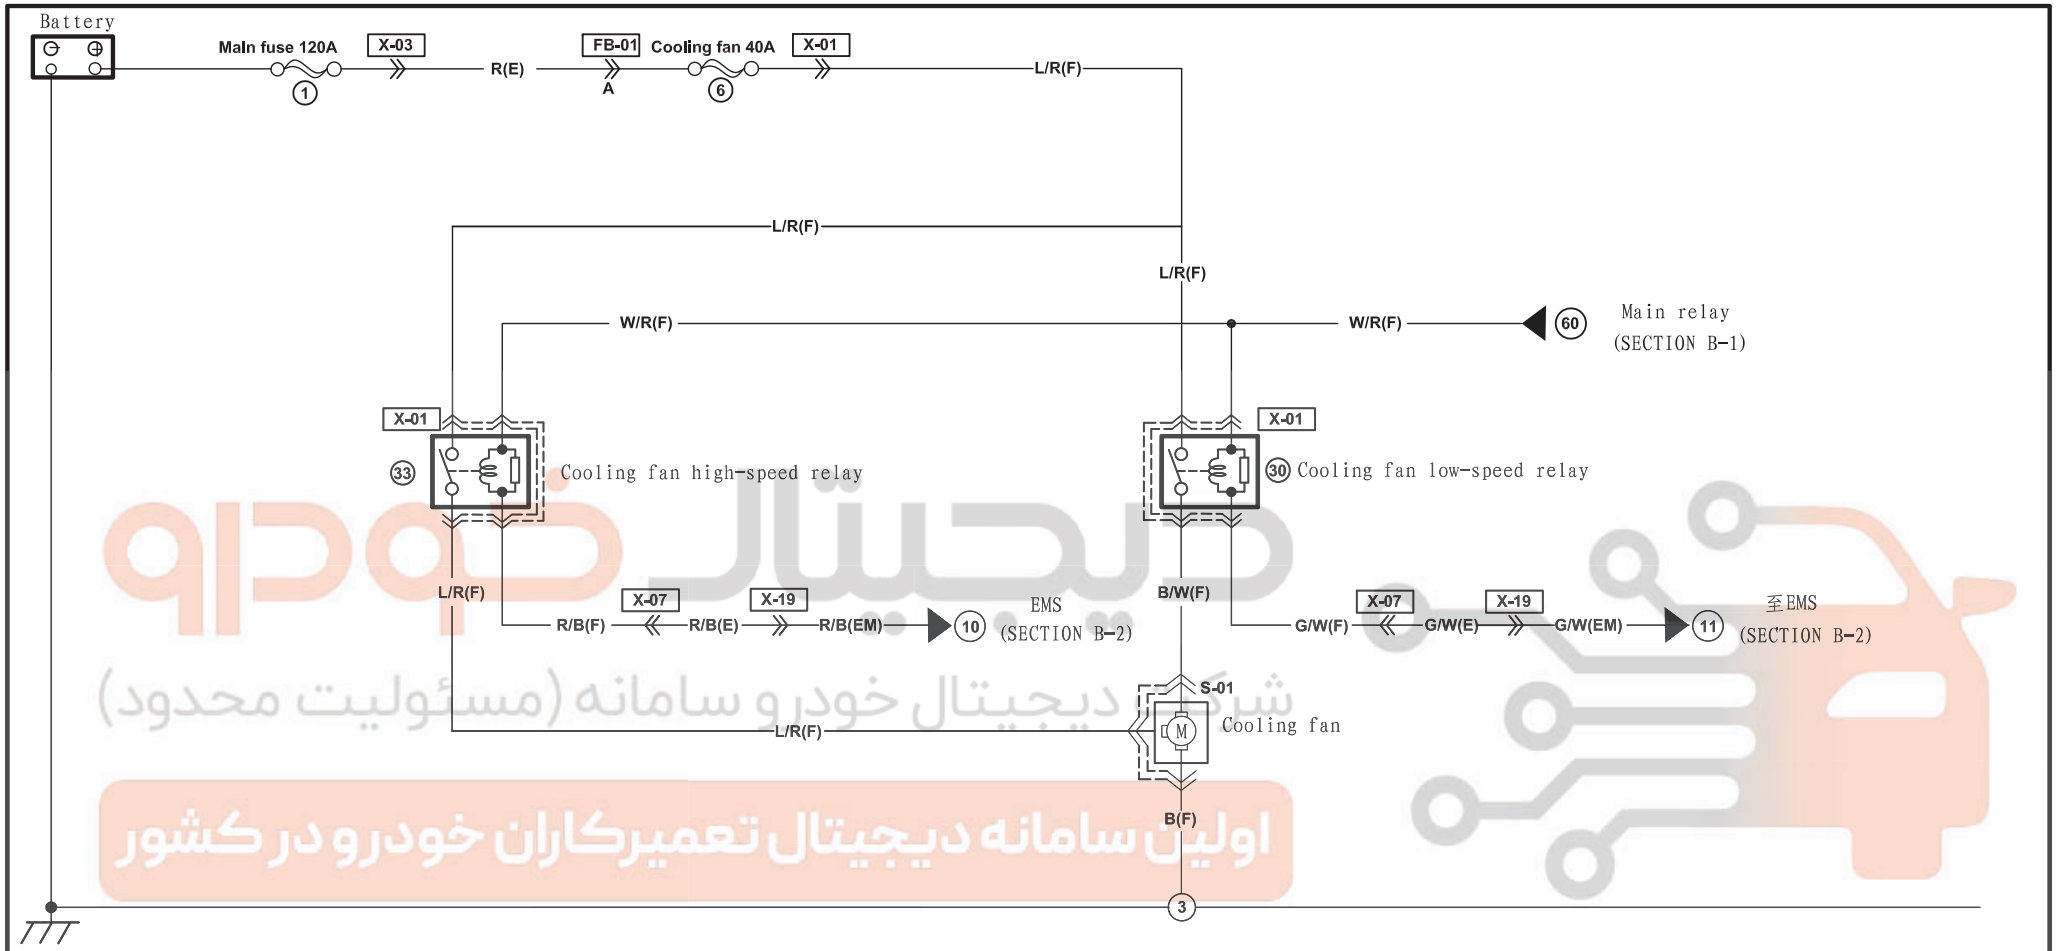 Battery
Main fuse 120A
X-03
FB-01
Cooling fan 40A
X-01
R(E)
L/R(F)
1
A
6
L/R(F)
L/R(F)
W/R(F)
W/R(F)
60
Main relay
(SECTION B-1)
X-01
X-01
33
Cooling fan high-speed relay
30
Cooling fan low-speed relay
دیجیتال خودرو
L/R(F)
B/W(F)
X-07
X-19
EMS
R/B(F)
R/B(E)
R/B(EM)
10
(SECTION B-2)
X-07
X-19
至EMS
G/W(F)
G/W(E)
G/W(EM)
11
(SECTION B-2)
شرکت دیجیتال خودرو سامانه (مسئولیت محدود)
S-01
L/R(F)
M
Cooling fan
B(F)
اولین سامانه دیجیتال تعمیرکاران خودرو در کشور
3